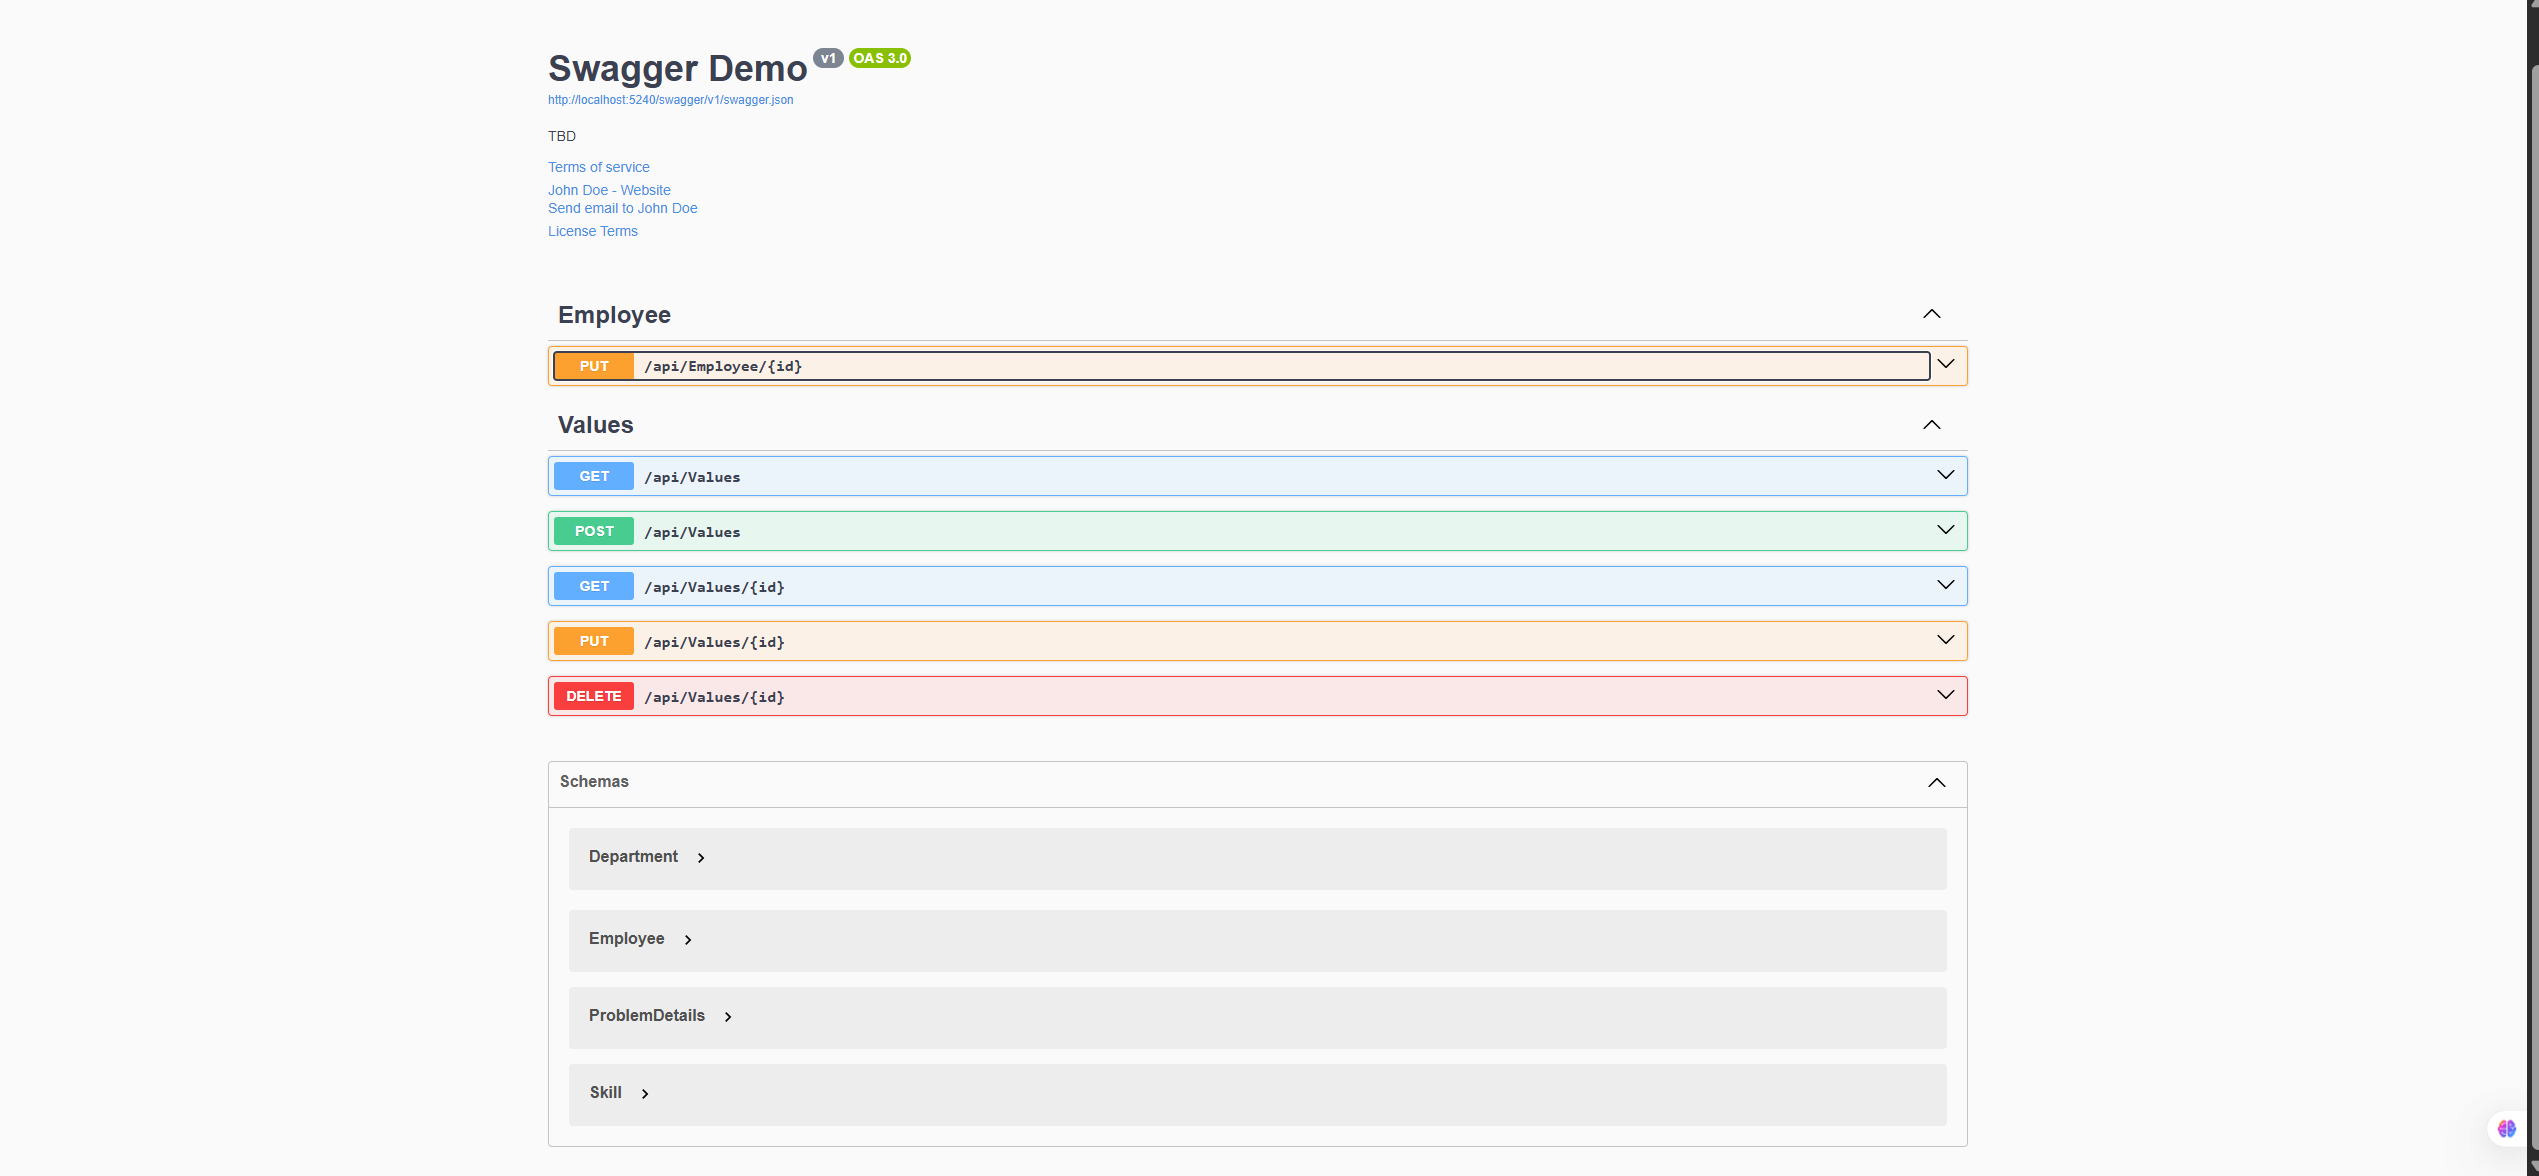 Swagger Demo v1 OAS 3.0
http://localhost:5240/swagger/v1/swagger.json
TBD
Terms of service
John Doe - Website
Send email to John Doe
License Terms
Employee
PUT /api/Employee/{id}
Values
GET /api/Values
POST /api/Values
GET /api/Values/{id}
PUT /api/Values/{id}
DELETE /api/Values/{id}
Schemas
Department
Employee
ProblemDetails
Skill